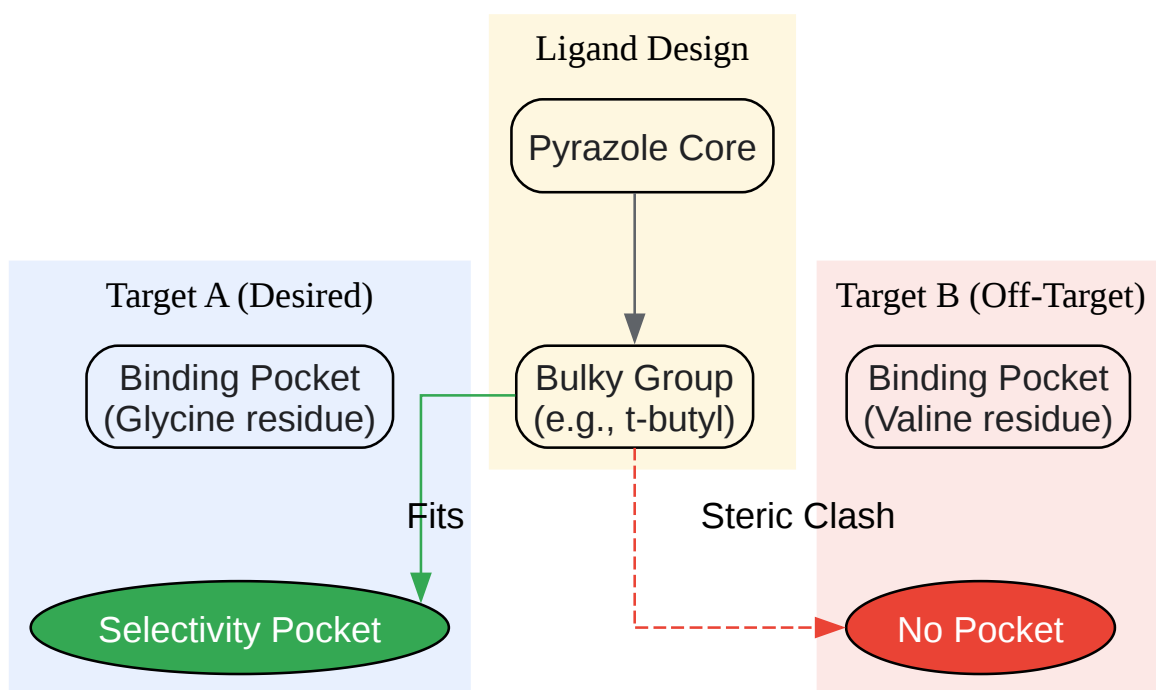 Ligand Design
Pyrazole Core
Target A (Desired)
Target B (Off-Target)
Binding Pocket
(Glycine residue)
Bulky Group
(e.g., t-butyl)
Binding Pocket
(Valine residue)
Fits
Steric Clash
Selectivity Pocket
No Pocket